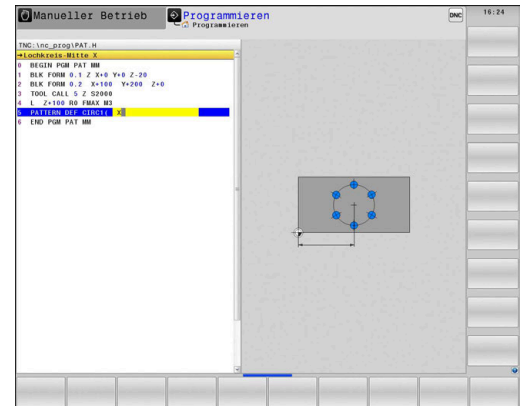 Manueller Betrieb
Programmieren
Programmieren
DNC
16:24
TNC:\nc_prog\PAT.H
→Lochkreis-Mitte X
0 BEGIN PGM PAT MM
1 BLK FORM 0.1 Z X+0 Y+0 Z-20
2 BLK FORM 0.2 X+100 Y+200 Z+0
3 TOOL CALL 5 Z S2000
4 L Z+100 R0 FMAX M3
5 PATTERN DEF CIRC1( X
6 END PGM PAT MM